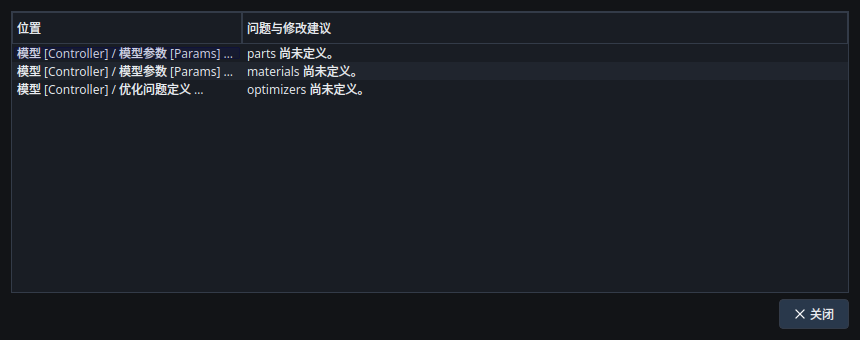 位置 问题与修改建议
模型 [Controller] / 模型参数 [Params] ... parts 尚未定义。
模型 [Controller] / 模型参数 [Params] ... materials 尚未定义。
模型 [Controller] / 优化问题定义 ... optimizers 尚未定义。
× 关闭